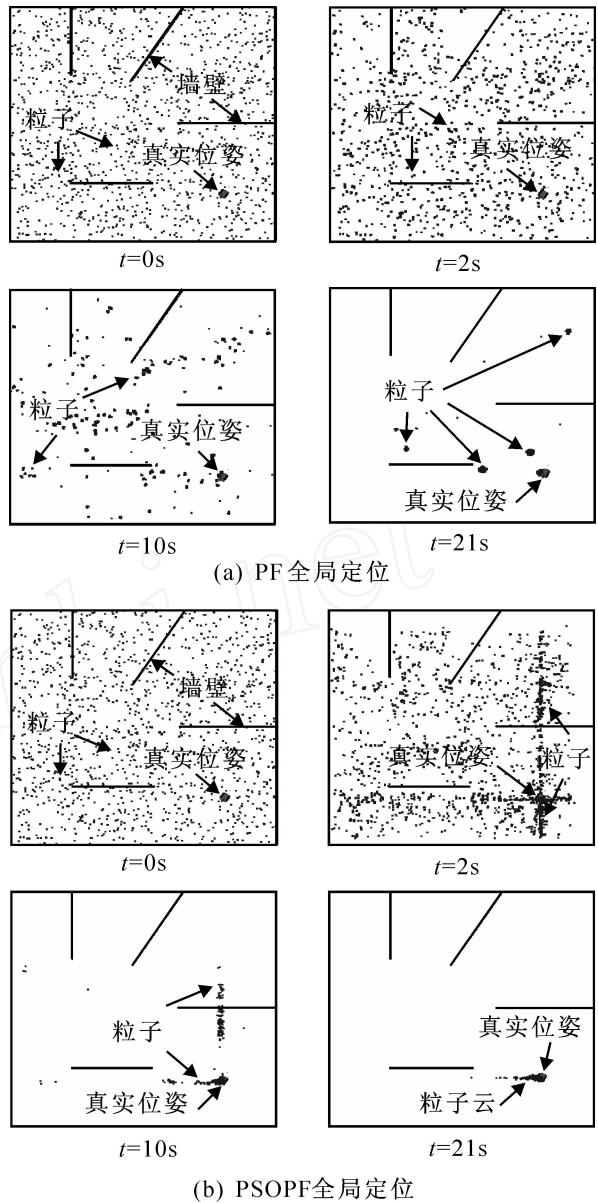 墙壁
粒子
真实位姿
粒子
真实位姿
t=0s
t=2s
粒子
真实位姿
粒子
真实位姿
t=10s
t=21s
(a) PF全局定位
墙壁
粒子
真实位姿
真实位姿
粒子
t=0s
t=2s
粒子
真实位姿
真实位姿
粒子云
t=10s
t=21s
(b) PSOPF全局定位